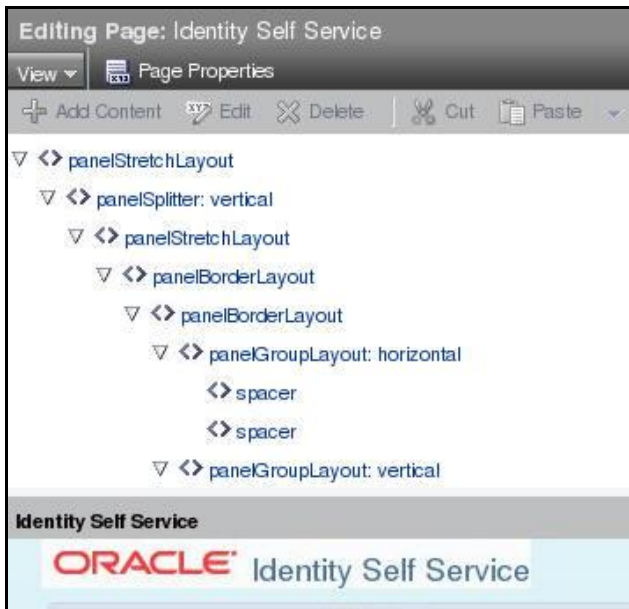 Editing Page: Identity Self Service
View Page Properties
Add Content Edit Delete Cut Paste
<> panelStretchLayout
<> panelSplitter: vertical
<> panelStretchLayout
<> panelBorderLayout
<> panelBorderLayout
<> panelGroupLayout: horizontal
<> spacer
<> spacer
<> panelGroupLayout: vertical
Identity Self Service
ORACLE Identity Self Service